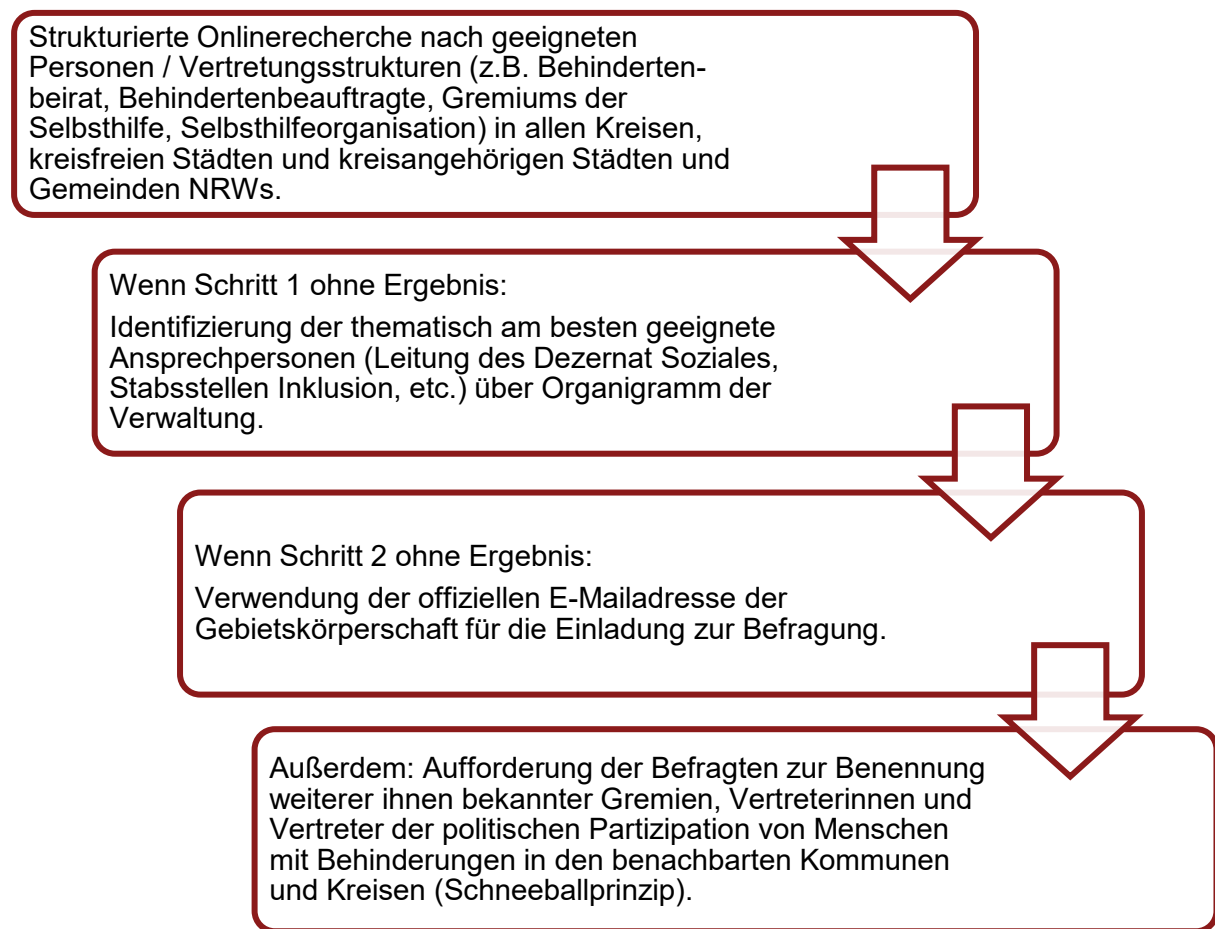 Strukturierte Onlinerecherche nach geeigneten
Personen / Vertretungsstrukturen (z.B. Behinderten-
beirat, Behindertenbeauftragte, Gremiums der
Selbsthilfe, Selbsthilfeorganisation) in allen Kreisen,
kreisfreien Städten und kreisangehörigen Städten und
Gemeinden NRWs.
Wenn Schritt 1 ohne Ergebnis:
Identifizierung der thematisch am besten geeignete
Ansprechpersonen (Leitung des Dezernat Soziales,
Stabsstellen Inklusion, etc.) über Organigramm der
Verwaltung.
Wenn Schritt 2 ohne Ergebnis:
Verwendung der offiziellen E-Mailadresse der
Gebietskörperschaft für die Einladung zur Befragung.
Außerdem: Aufforderung der Befragten zur Benennung
weiterer ihnen bekannter Gremien, Vertreterinnen und
Vertreter der politischen Partizipation von Menschen
mit Behinderungen in den benachbarten Kommunen
und Kreisen (Schneeballprinzip).